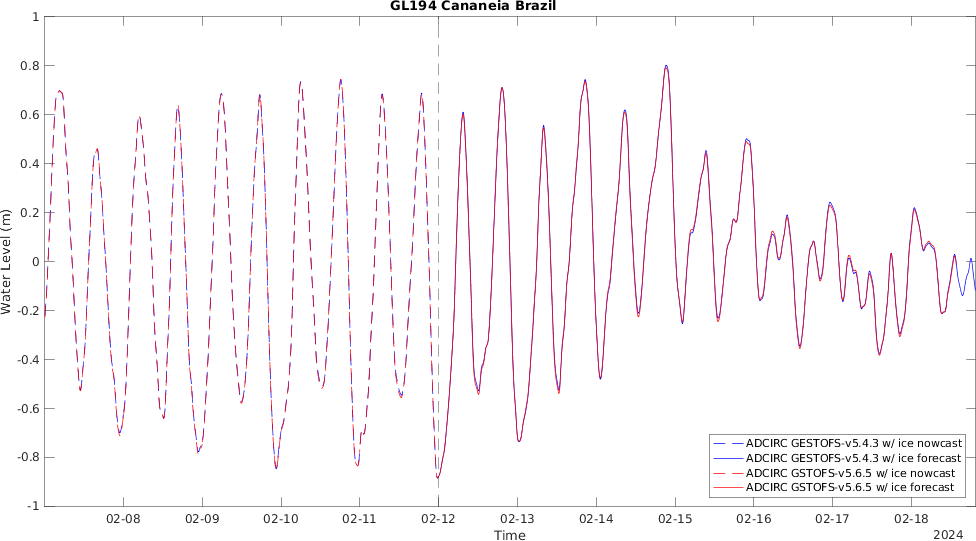 GL194 Cananeia Brazil
Water Level (m)
1
0.8
0.6
0.4
0.2
0
-0.2
-0.4
-0.6
-0.8
-1
ADCIRC GESTOFS-v5.4.3 w/ ice nowcast
ADCIRC GESTOFS-v5.4.3 w/ ice forecast
ADCIRC GSTOFS-v5.6.5 w/ ice nowcast
ADCIRC GSTOFS-v5.6.5 w/ ice forecast
02-08 02-09 02-10 02-11 02-12 02-13 02-14 02-15 02-16 02-17 02-18
Time
2024